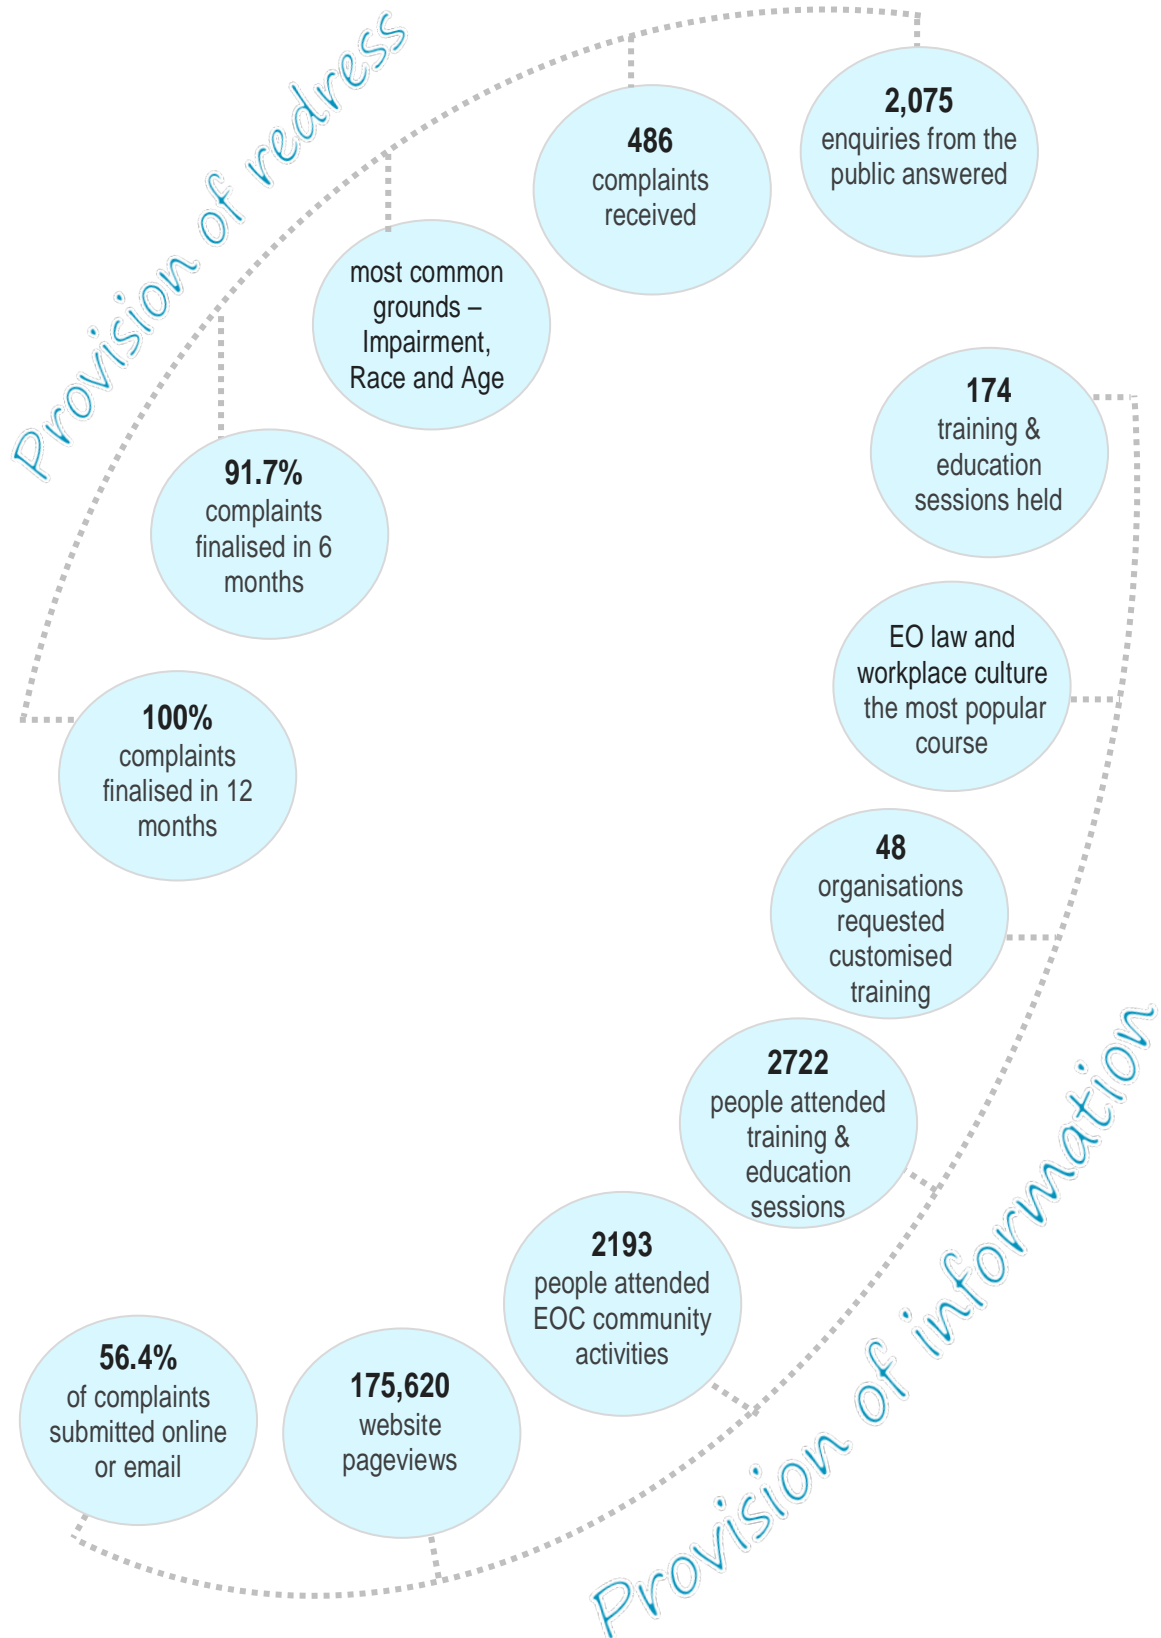 Provision of redress
2,075
enquiries from the
public answered
486
complaints
received
most common
grounds –
Impairment,
Race and Age
91.7%
complaints
finalised in 6
months
100%
complaints
finalised in 12
months
174
training &
education
sessions held
EO law and
workplace culture
the most popular
course
48
organisations
requested
customised
training
2722
people attended
training &
education
sessions
2193
people attended
EOC community
activities
175,620
website
pageviews
56.4%
of complaints
submitted online
or email
Provision of information